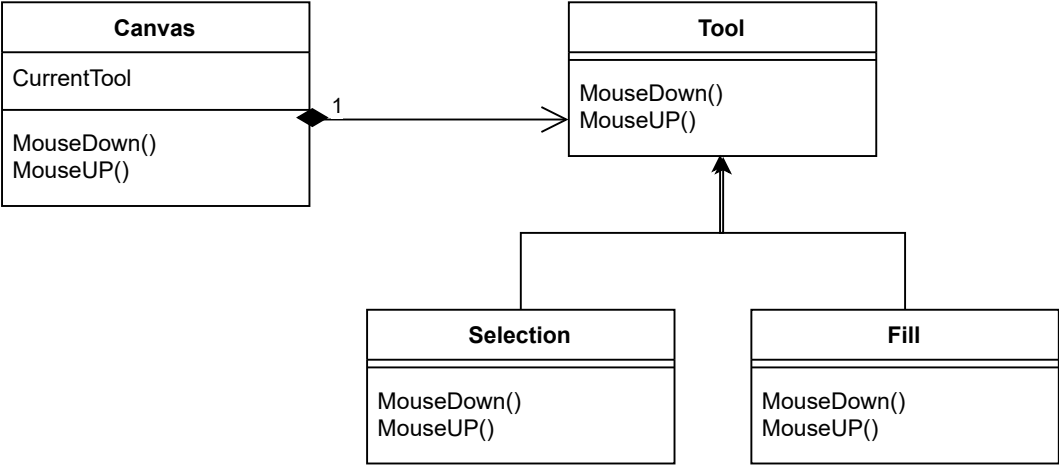 Canvas
CurrentTool
MouseDown()
MouseUP()
1
Tool
MouseDown()
MouseUP()
Selection
MouseDown()
MouseUP()
Fill
MouseDown()
MouseUP()